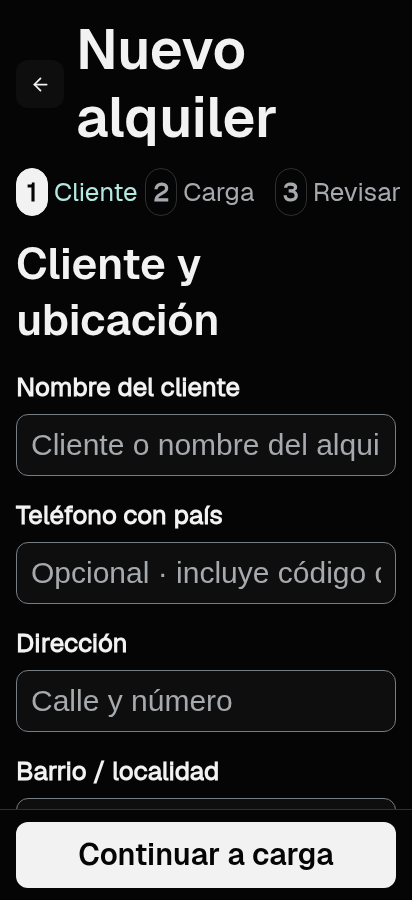 Nuevo
alquiler
1 Cliente 2 Carga 3 Revisar
Cliente y
ubicación
Nombre del cliente
Cliente o nombre del alqui
Teléfono con país
Opcional · incluye código
Dirección
Calle y número
Barrio / localidad
Continuar a carga